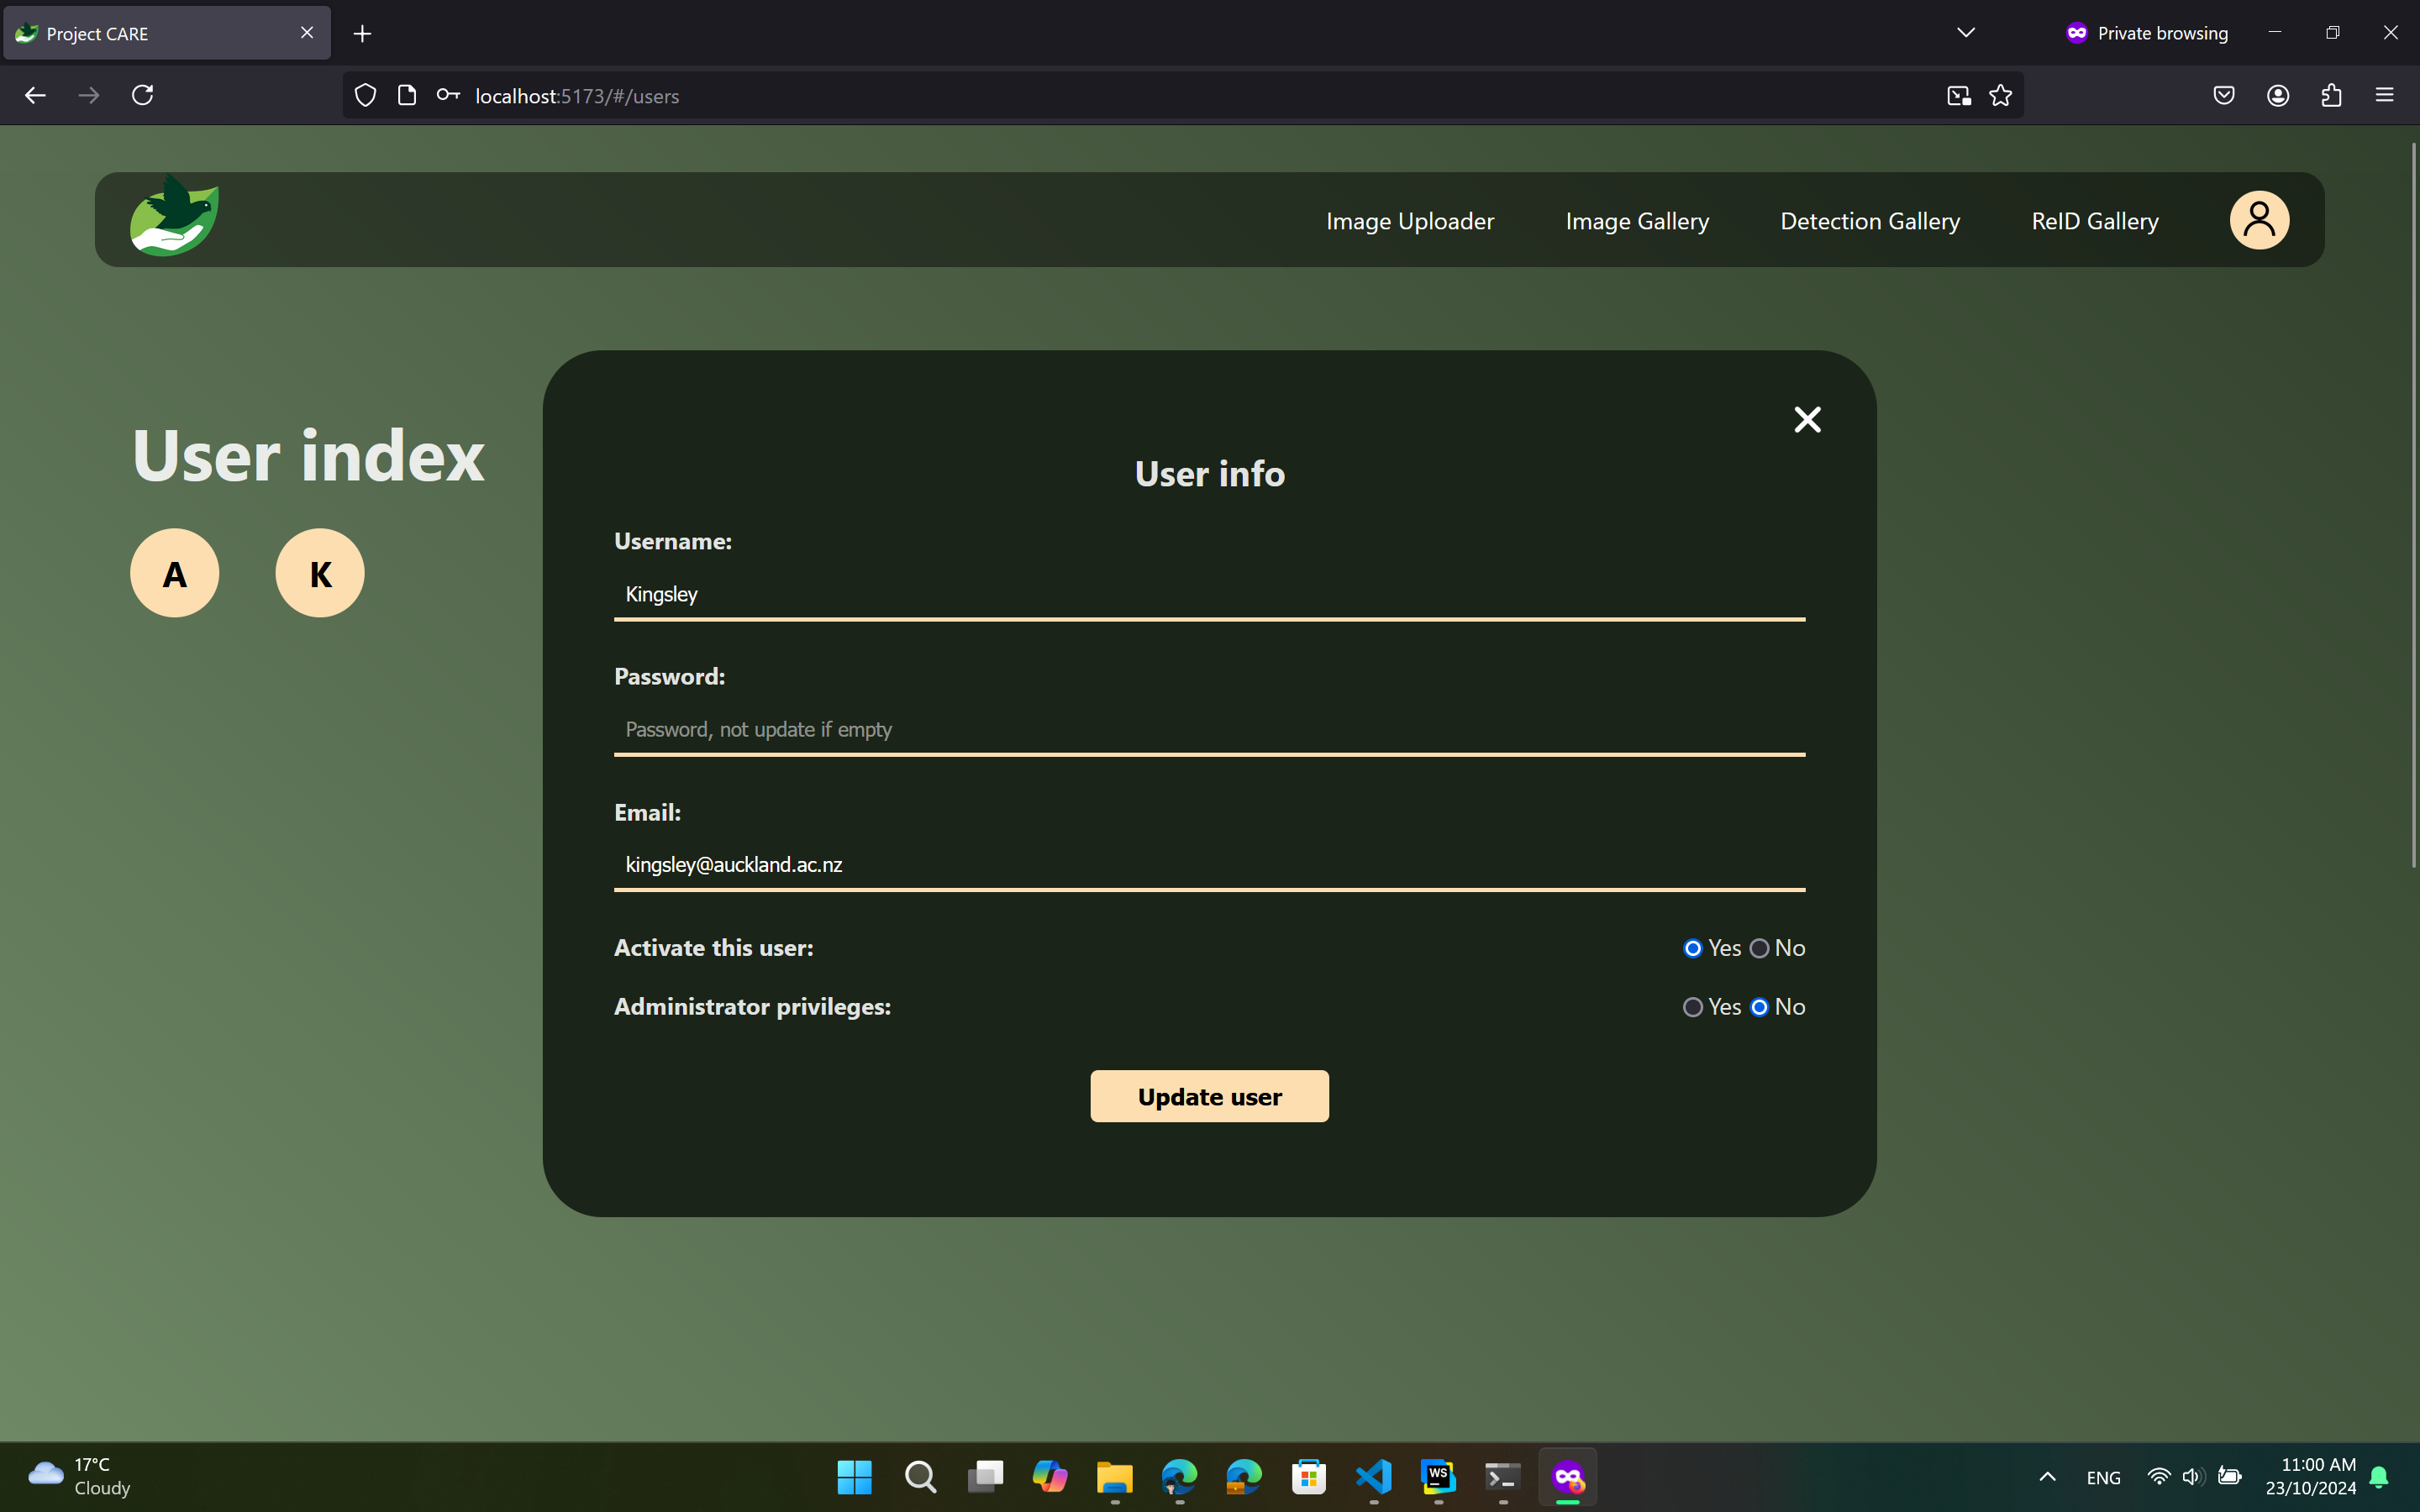 Project CARE
Private browsing
localhost:5173/#/users
Image Uploader Image Gallery Detection Gallery ReID Gallery
User index
A K
User info
Username:
Kingsley
Password:
Password, not update if empty
Email:
kingsley@auckland.ac.nz
Activate this user: Yes No
Administrator privileges: Yes No
Update user
17°C
Cloudy
WS
ENG
11:00 AM
23/10/2024